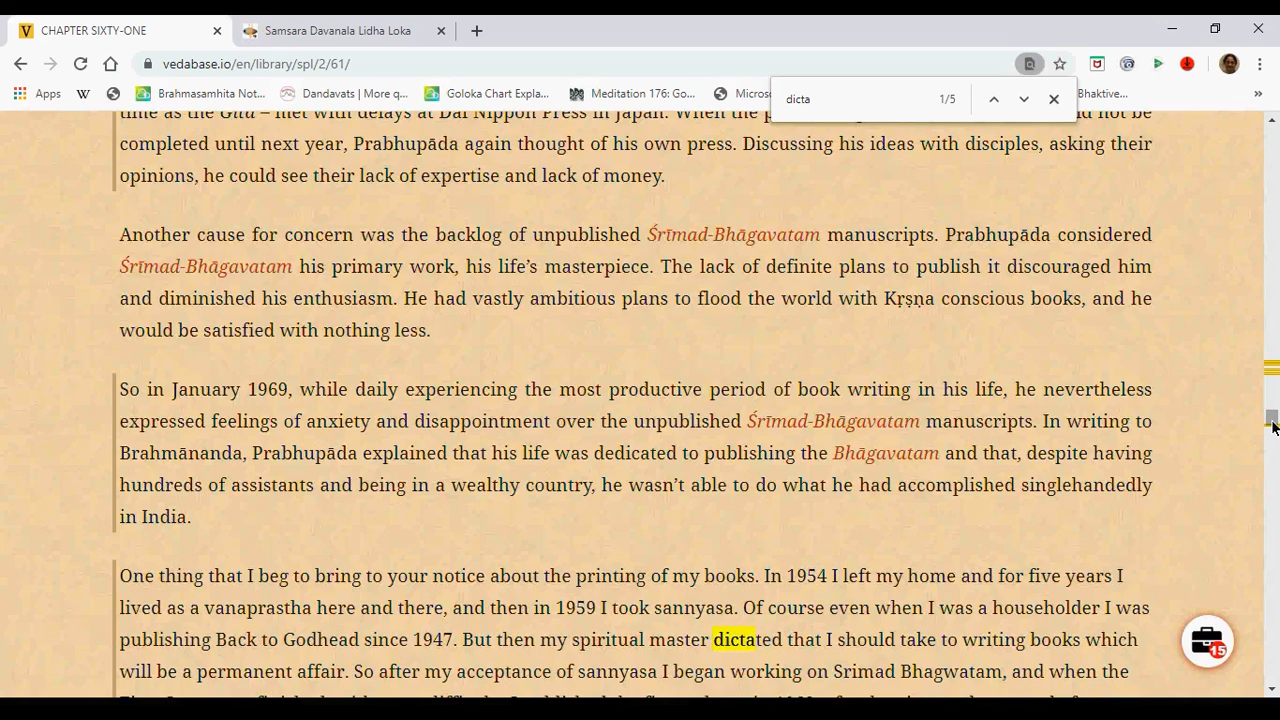 CHAPTER SIXTY-ONE
Samsara Davanala Lidha Loka
vedabase.io/en/library/spl/2/61/
Apps
Brahmasamhita Not...
Dandavats | More q...
Goloka Chart Expla...
Meditation 176: Go...
Microso
Bhaktive...
dicta
1/5
completed until next year, Prabhupāda again thought of his own press. Discussing his ideas with disciples, asking their
opinions, he could see their lack of expertise and lack of money.
Another cause for concern was the backlog of unpublished Śrīmad-Bhāgavatam manuscripts. Prabhupāda considered
Śrīmad-Bhāgavatam his primary work, his life’s masterpiece. The lack of definite plans to publish it discouraged him
and diminished his enthusiasm. He had vastly ambitious plans to flood the world with Kṛṣṇa conscious books, and he
would be satisfied with nothing less.
So in January 1969, while daily experiencing the most productive period of book writing in his life, he nevertheless
expressed feelings of anxiety and disappointment over the unpublished Śrīmad-Bhāgavatam manuscripts. In writing to
Brahmānanda, Prabhupāda explained that his life was dedicated to publishing the Bhāgavatam and that, despite having
hundreds of assistants and being in a wealthy country, he wasn’t able to do what he had accomplished singlehandedly
in India.
One thing that I beg to bring to your notice about the printing of my books. In 1954 I left my home and for five years I
lived as a vanaprastha here and there, and then in 1959 I took sannyasa. Of course even when I was a householder I was
publishing Back to Godhead since 1947. But then my spiritual master dictated that I should take to writing books which
will be a permanent affair. So after my acceptance of sannyasa I began working on Srimad Bhagwatam, and when the
15